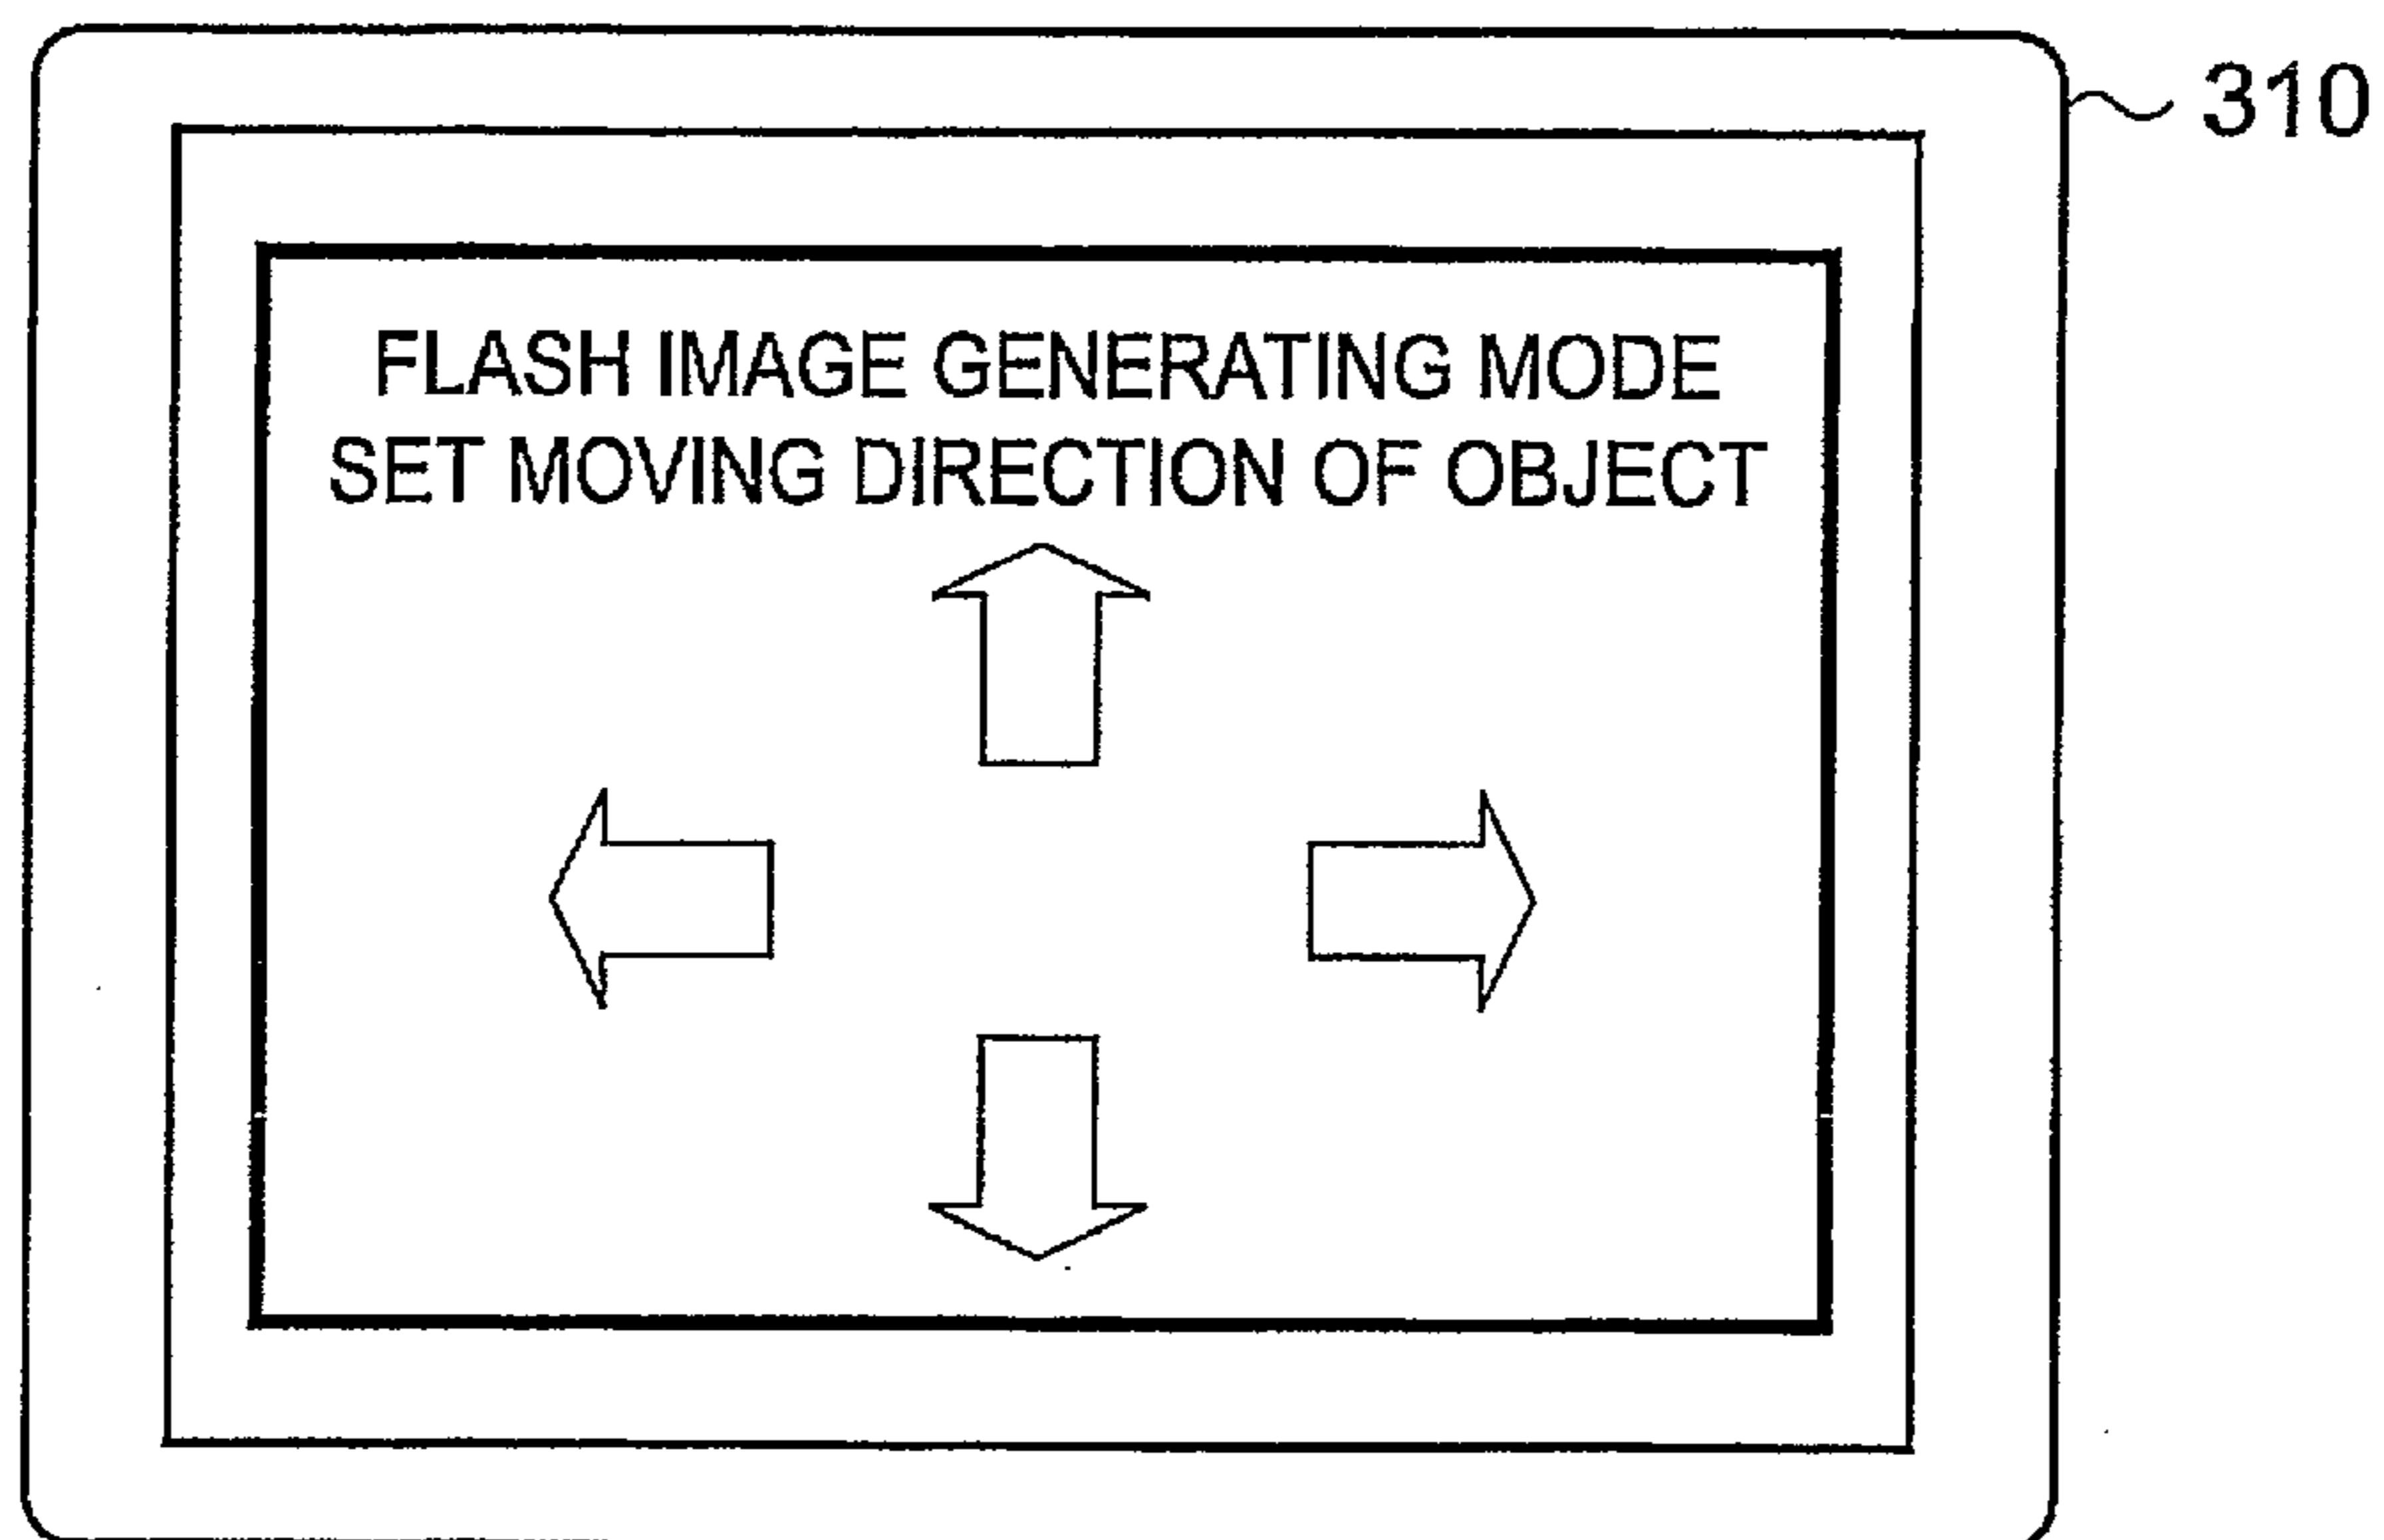 310
FLASH IMAGE GENERATING MODE
SET MOVING DIRECTION OF OBJECT